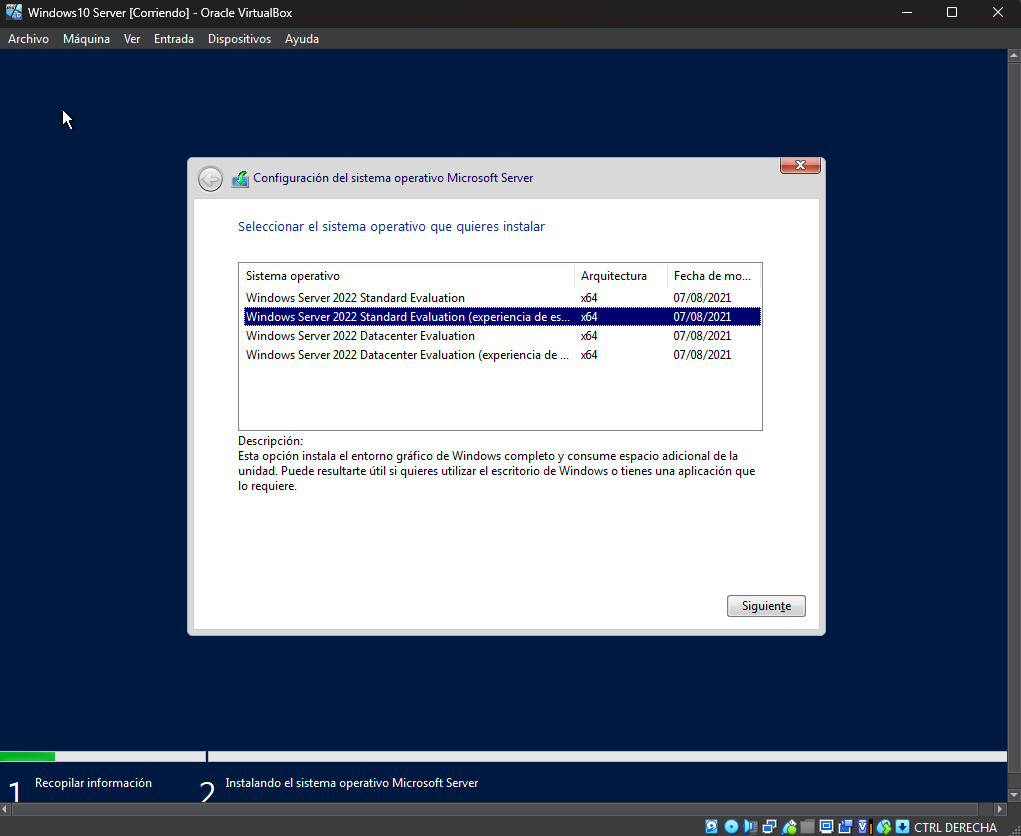 Windows10 Server [Corriendo] - Oracle VirtualBox
Archivo Máquina Ver Entrada Dispositivos Ayuda
Configuración del sistema operativo Microsoft Server
Seleccionar el sistema operativo que quieres instalar
Sistema operativo Arquitectura Fecha de mo...
Windows Server 2022 Standard Evaluation x64 07/08/2021
Windows Server 2022 Standard Evaluation (experiencia de es... x64 07/08/2021
Windows Server 2022 Datacenter Evaluation x64 07/08/2021
Windows Server 2022 Datacenter Evaluation (experiencia de ... x64 07/08/2021
Descripción:
Esta opción instala el entorno gráfico de Windows completo y consume espacio adicional de la
unidad. Puede resultarte útil si quieres utilizar el escritorio de Windows o tienes una aplicación que
lo requiere.
Siguiente
1 Recopilar información 2 Instalando el sistema operativo Microsoft Server
CTRL DERECHA